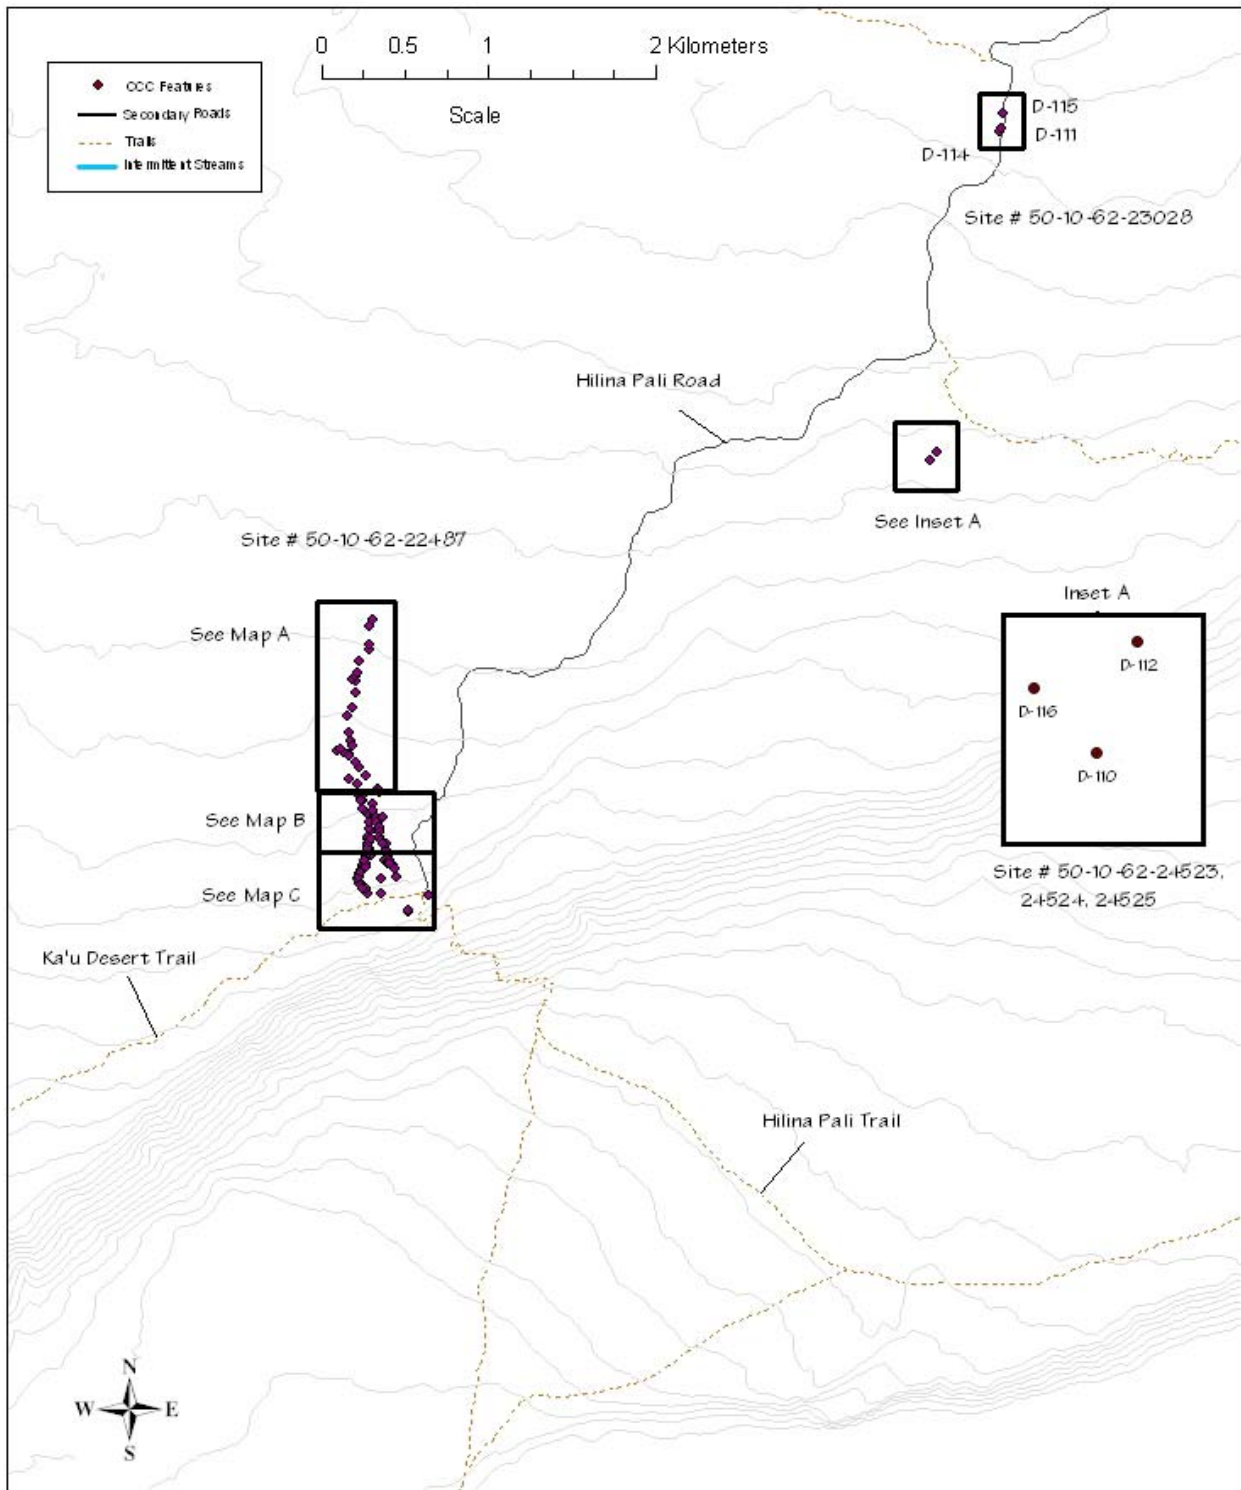 0 0.5 1 2 Kilometers
Scale
CCC Features
Secondary Roads
Trails
Intermittent Streams
D-115
D-111
D-114
Site # 50-10-62-23028
Hilina Pali Road
See Inset A
Site # 50-10-62-22487
Inset A
See Map A
D-112
D-116
D-110
See Map B
Site # 50-10-62-24523,
24524, 24525
See Map C
Ka'u Desert Trail
Hilina Pali Trail
N
W E
S